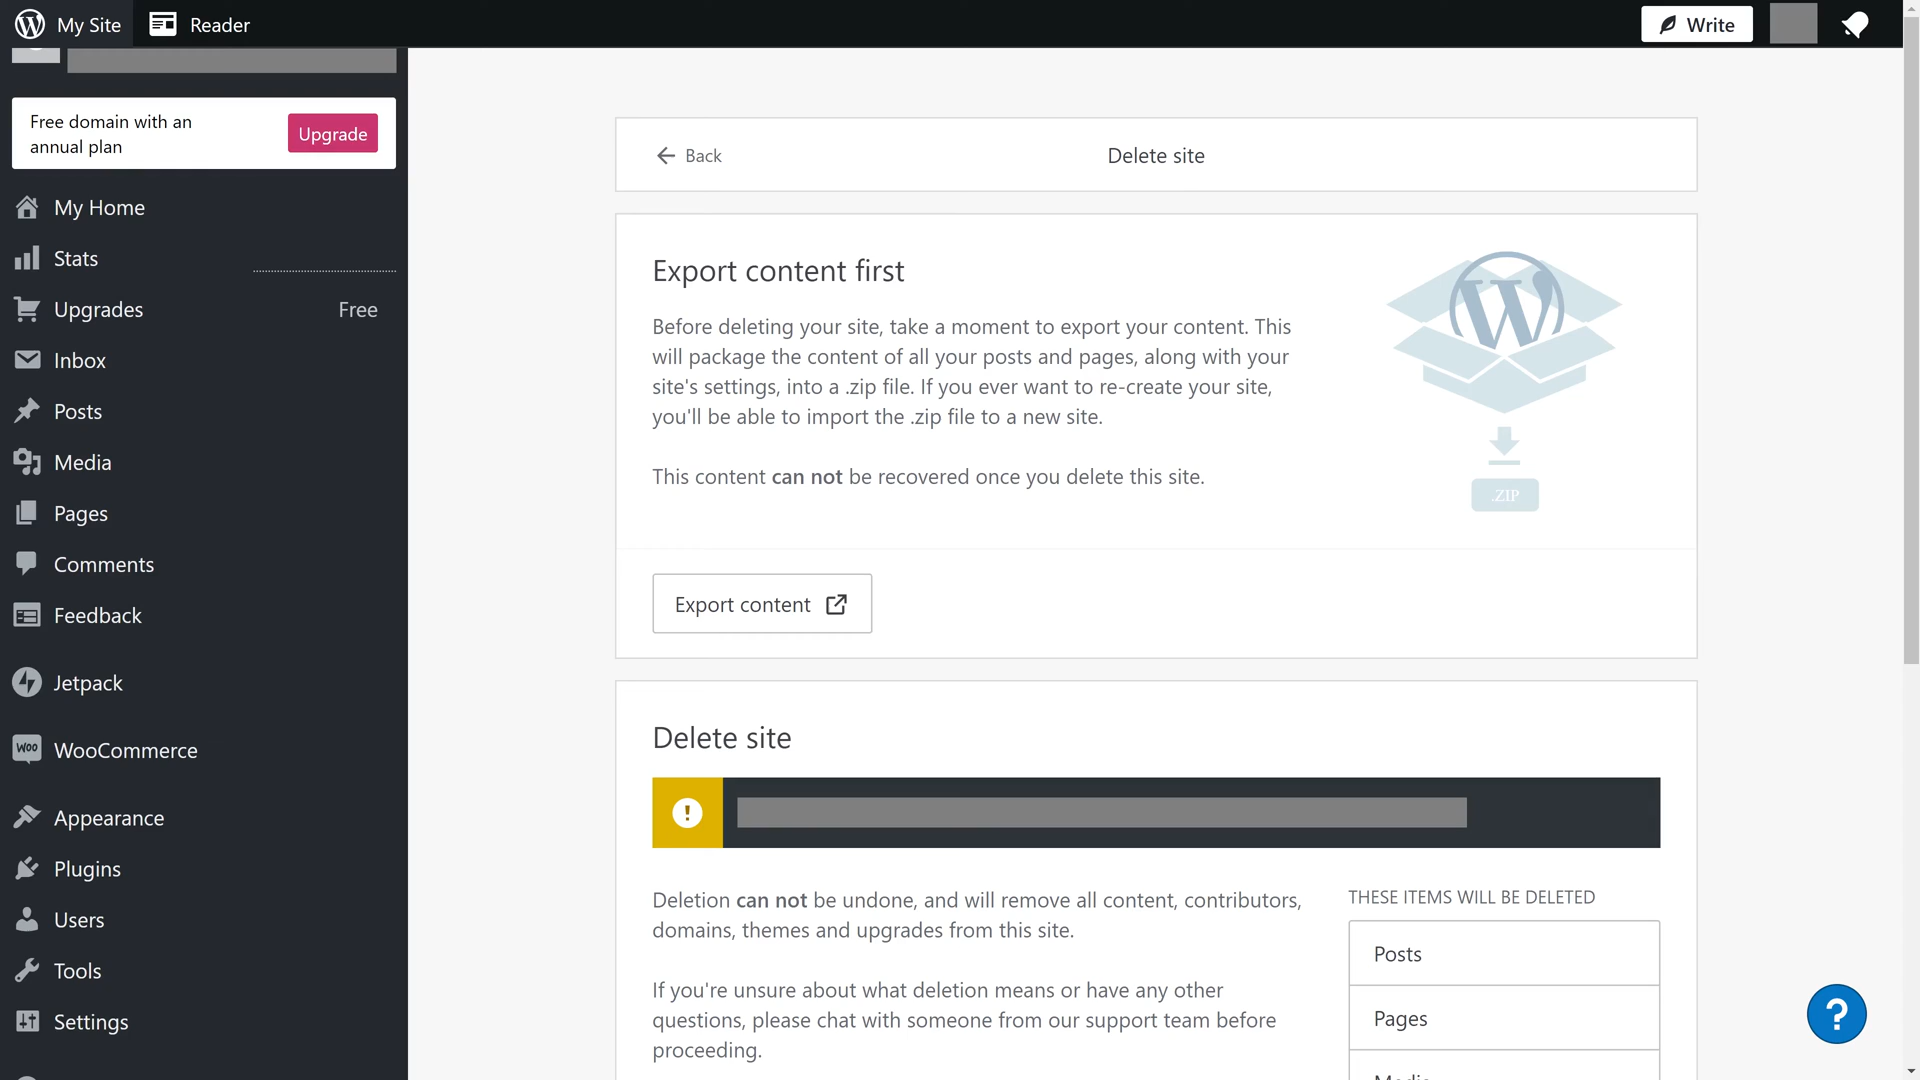 My Site
Reader
Write
Free domain with an
annual plan
Upgrade
My Home
Stats
Upgrades
Free
Inbox
Posts
Media
Pages
Comments
Feedback
Jetpack
WooCommerce
Appearance
Plugins
Users
Tools
Settings
Back
Delete site
Export content first
Before deleting your site, take a moment to export your content. This
will package the content of all your posts and pages, along with your
site's settings, into a .zip file. If you ever want to re-create your site,
you'll be able to import the .zip file to a new site.
This content can not be recovered once you delete this site.
.ZIP
Export content
Delete site
Deletion can not be undone, and will remove all content, contributors,
domains, themes and upgrades from this site.
If you're unsure about what deletion means or have any other
questions, please chat with someone from our support team before
proceeding.
THESE ITEMS WILL BE DELETED
Posts
Pages